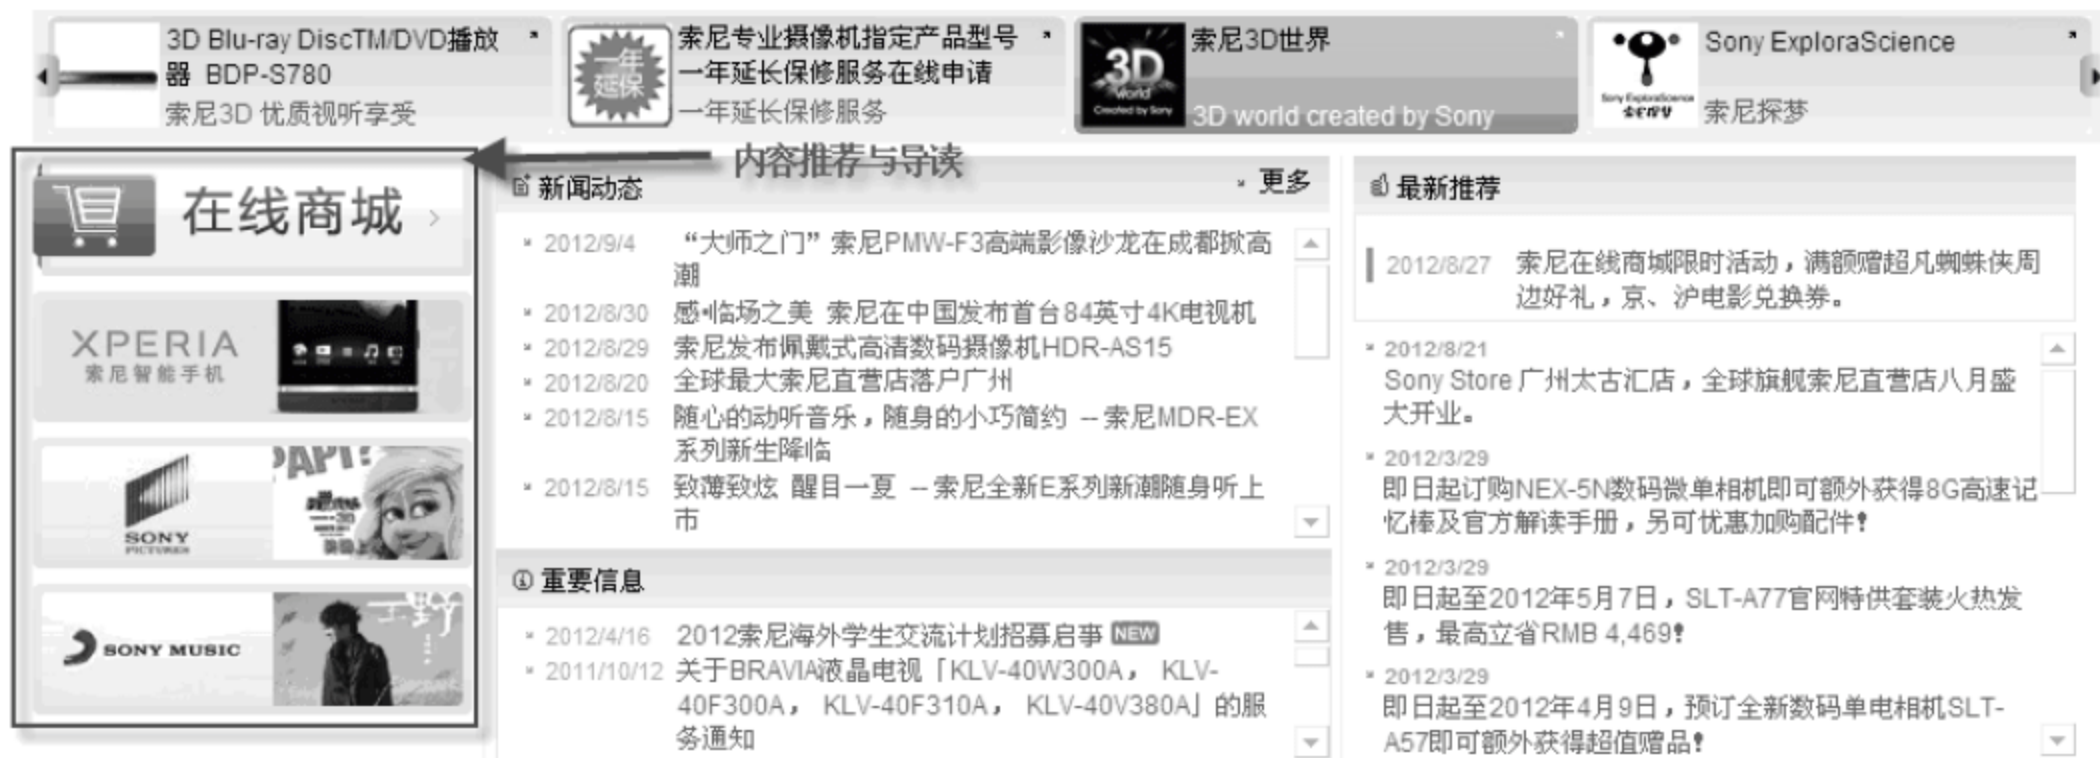 3D Blu-ray DiscTM/DVD播放
器 BDP-S780
索尼3D 优质视听享受
一年
延保
索尼专业摄像机指定产品型号
一年延长保修服务在线申请
一年延长保修服务
3D
World
Created by Sony
索尼3D世界
3D world created by Sony
Sony ExploraScience
索尼探梦
Sony ExploraScience
索尼探梦
内容推荐与导读
在线商城
XPERIA
索尼智能手机
SONY
PICTURES
SONY MUSIC
新闻动态
更多
2012/9/4 “大师之门”索尼PMW-F3高端影像沙龙在成都掀高
潮
2012/8/30 感•临场之美 索尼在中国发布首台84英寸4K电视机
2012/8/29 索尼发布佩戴式高清数码摄像机HDR-AS15
2012/8/20 全球最大索尼直营店落户广州
2012/8/15 随心的动听音乐，随身的小巧简约 -- 索尼MDR-EX
系列新生降临
2012/8/15 致薄致炫 醒目一夏 -- 索尼全新E系列新潮随身听上
市
重要信息
2012/4/16 2012索尼海外学生交流计划招募启事 NEW
2011/10/12 关于BRAVIA液晶电视「KLV-40W300A， KLV-
40F300A， KLV-40F310A， KLV-40V380A」的服
务通知
最新推荐
2012/8/27 索尼在线商城限时活动，满额赠超凡蜘蛛侠周
边好礼，京、沪电影兑换券。
2012/8/21
Sony Store 广州太古汇店，全球旗舰索尼直营店八月盛
大开业。
2012/3/29
即日起订购NEX-5N数码微单相机即可额外获得8G高速记
忆棒及官方解读手册，另可优惠加购配件！
2012/3/29
即日起至2012年5月7日，SLT-A77官网特供套装火热发
售，最高立省RMB 4,469！
2012/3/29
即日起至2012年4月9日，预订全新数码单电相机SLT-
A57即可额外获得超值赠品！